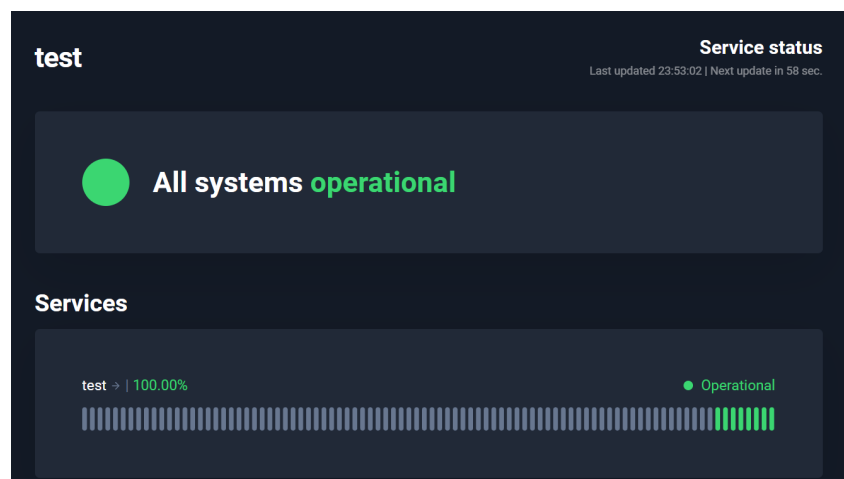 test
Service status
Last updated 23:53:02 | Next update in 58 sec.
All systems operational
Services
test → | 100.00%
Operational